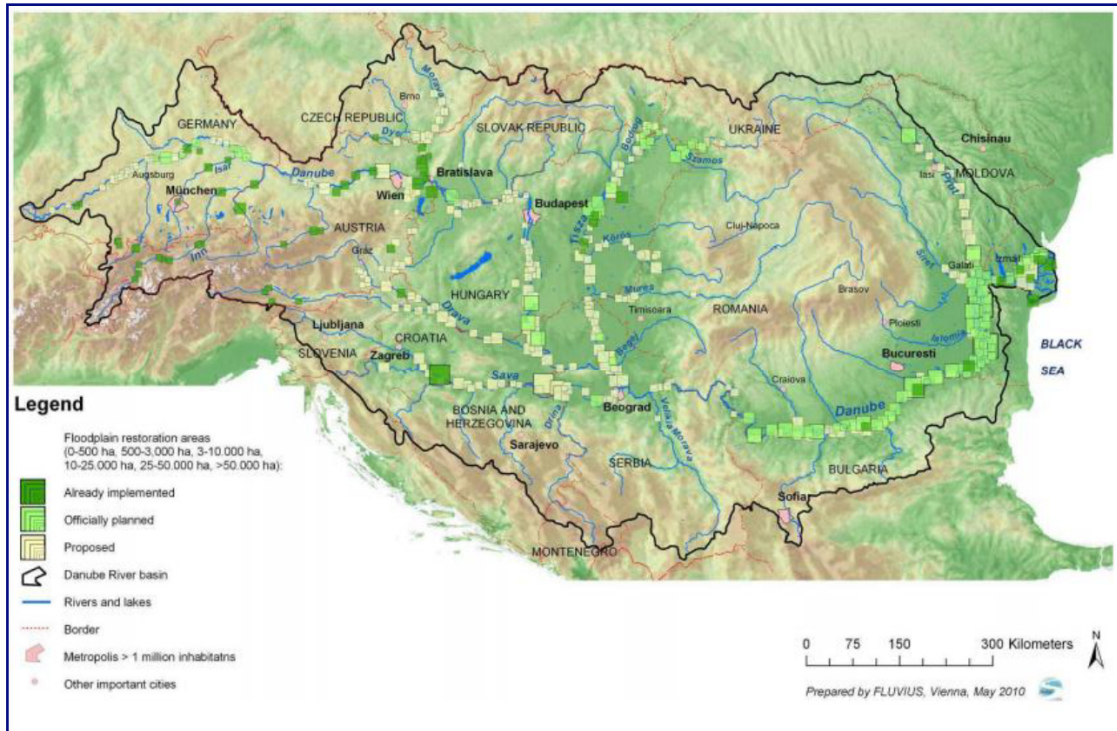 Morava
Brno
GERMANY
CZECH REPUBLIC
SLOVAK REPUBLIC
UKRAINE
Chisinau
Dye
Bodrog
Szamos
Isar
Danube
Augsburg
Bratislava
Iasi
MOLDOVA
München
Wien
Prut
Budapest
AUSTRIA
Tisza
Inn
Körös
Cluj-Napoca
Graz
Siret
Galati
Izmail
HUNGARY
Mures
Brasov
Drava
Timisoara
ROMANIA
Ljubljana
Ploiesti
CROATIA
Begej
Ialomia
SLOVENIA
Zagreb
Bucuresti
BLACK
SEA
Sava
Craiova
Legend
Beograd
Danube
BOSNIA AND
HERZEGOVINA
Drina
Velika Morava
Sarajevo
SERBIA
BULGARIA
Sofia
MONTENEGRO
Floodplain restoration areas
(0-500 ha, 500-3,000 ha, 3-10.000 ha,
10-25.000 ha, 25-50.000 ha, >50.000 ha):
Already implemented
Officially planned
Proposed
Danube River basin
Rivers and lakes
Border
Metropolis > 1 million inhabitatns
Other important cities
0 75 150 300 Kilometers
N
Prepared by FLUVIUS, Vienna, May 2010